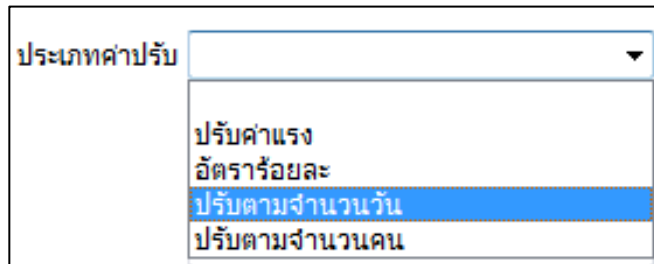 ประเภทค่าปรับ
ปรับค่าแรง
อัตราร้อยละ
ปรับตามจำนวนวัน
ปรับตามจำนวนคน